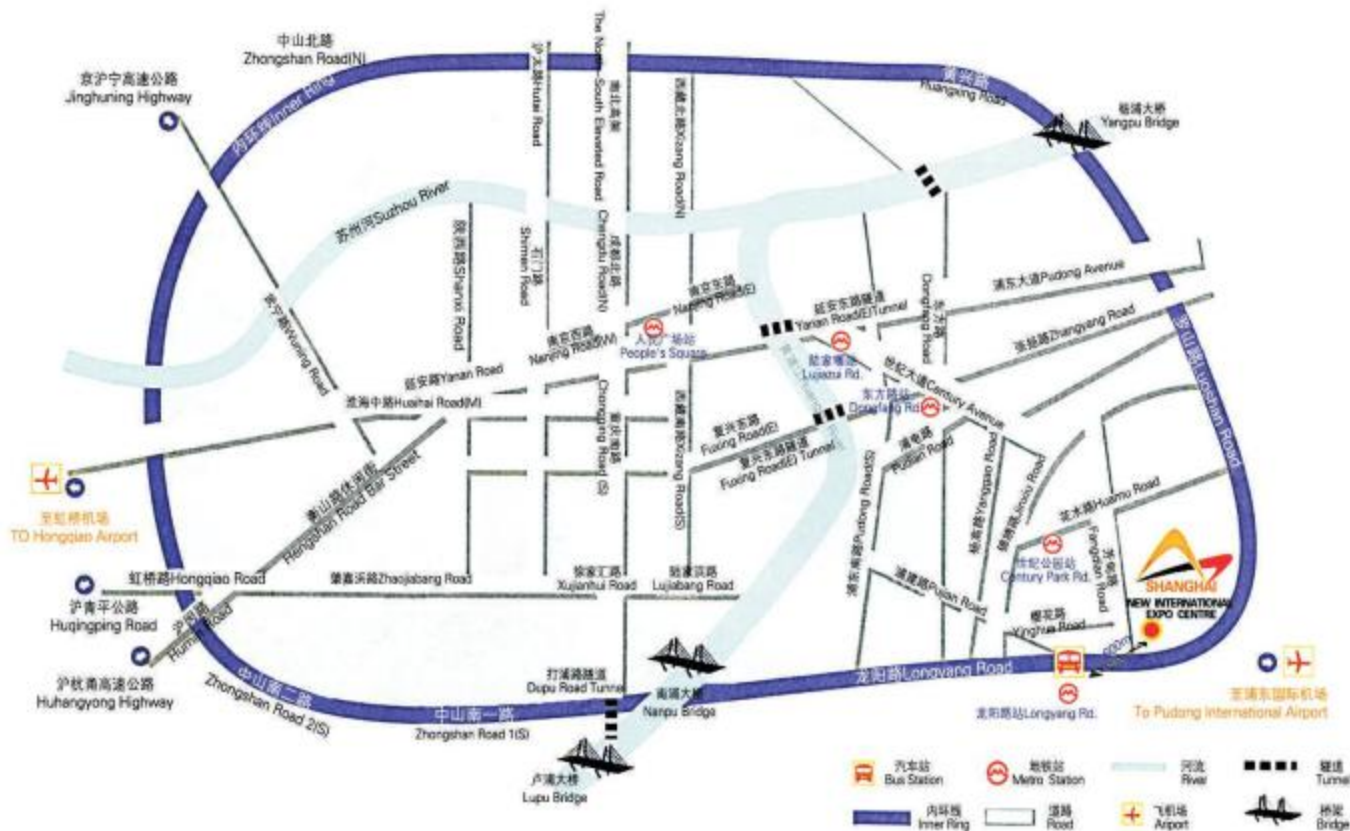 中山北路
Zhongshan Road(N)
京沪宁高速公路
Jinghuning Highway
内环线Inner Ring
沪太路Hutai Road
The North-South Elevated Road
南北高架
西藏北路Xizang Road(N)
黄兴路
Huangxing Road
杨浦大桥
Yangpu Bridge
苏州河Suzhou River
陕西路Shanxi Road
石门路
Shimen Road
Chengdu Road(N)
成都北路
南京东路
Nanjing Road(E)
延安东路隧道
Yanan Road(E)Tunnel
浦东大道Pudong Avenue
东方路
Dongfang Road
张扬路Zhangyang Road
罗山路Luoshan Road
Wuning Road
南京西路
Nanjing Road(W)
人民广场站
People's Square
陆家嘴站
Lujiazui Rd.
世纪大道Century Avenue
延安路Yanan Road
淮海中路Huaihai Road(M)
东方路站
Dongfang Rd.
Chongqing Road (S)
重庆南路
西藏南路Xizang Road(S)
复兴东路
Fuxing Road(E)
复兴东路隧道
Fuxing Road(E) Tunnel
浦电路
Pudian Road
衡山路休闲街
Hengshan Road Bar Street
浦东南路Pudong Road(S)
杨高路Yanggao Road
锦绣路Jinxiu Road
花木路Huamu Road
芳甸路
Fangdian Road
世纪公园站
Century Park Rd.
至虹桥机场
TO Hongqiao Airport
虹桥路Hongqiao Road
肇嘉浜路Zhaojiabang Road
徐家汇路
Xujianhui Road
陆家浜路
Lujiabang Road
浦建路Pujian Road
樱花路
Yinghua Road
SHANGHAI
NEW INTERNATIONAL
EXPO CENTRE
600m
沪青平公路
Huqingping Road
沪闵路
Humin Road
沪杭甬高速公路
Huhangyong Highway
中山南二路
Zhongshan Road 2(S)
中山南一路
Zhongshan Road 1(S)
打浦路隧道
Dupu Road Tunnel
南浦大桥
Nanpu Bridge
龙阳路Longyang Road
龙阳路站Longyang Rd.
至浦东国际机场
To Pudong International Airport
卢浦大桥
Lupu Bridge
汽车站
Bus Station
地铁站
Metro Station
河流
River
隧道
Tunnel
内环线
Inner Ring
道路
Road
飞机场
Airport
桥梁
Bridge